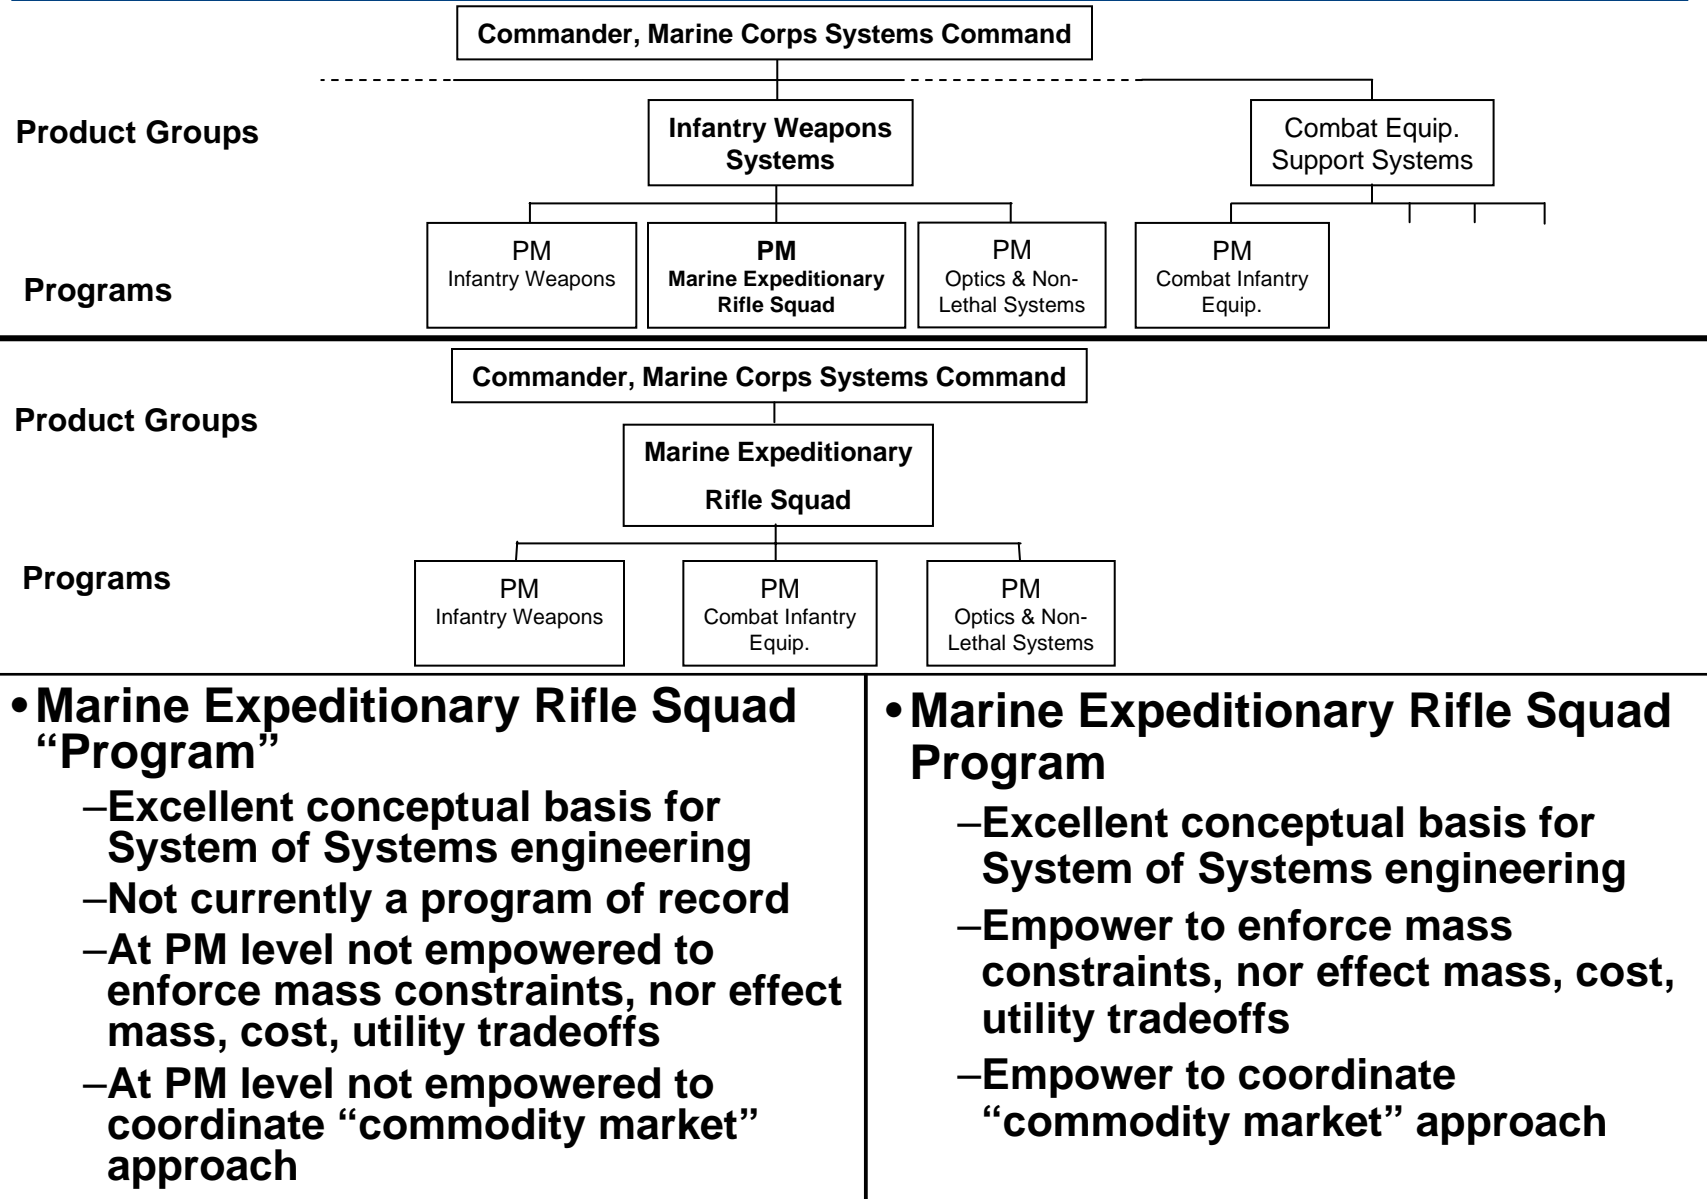 Commander, Marine Corps Systems Command
Product Groups
Infantry Weapons
Systems
Combat Equip.
Support Systems
Programs
PM
Infantry Weapons
PM
Marine Expeditionary
Rifle Squad
PM
Optics & Non-
Lethal Systems
PM
Combat Infantry
Equip.
Commander, Marine Corps Systems Command
Product Groups
Marine Expeditionary
Rifle Squad
Programs
PM
Infantry Weapons
PM
Combat Infantry
Equip.
PM
Optics & Non-
Lethal Systems
•Marine Expeditionary Rifle Squad
“Program”
–Excellent conceptual basis for
System of Systems engineering
–Not currently a program of record
–At PM level not empowered to
enforce mass constraints, nor effect
mass, cost, utility tradeoffs
–At PM level not empowered to
coordinate “commodity market”
approach
•Marine Expeditionary Rifle Squad
Program
–Excellent conceptual basis for
System of Systems engineering
–Empower to enforce mass
constraints, nor effect mass, cost,
utility tradeoffs
–Empower to coordinate
“commodity market” approach